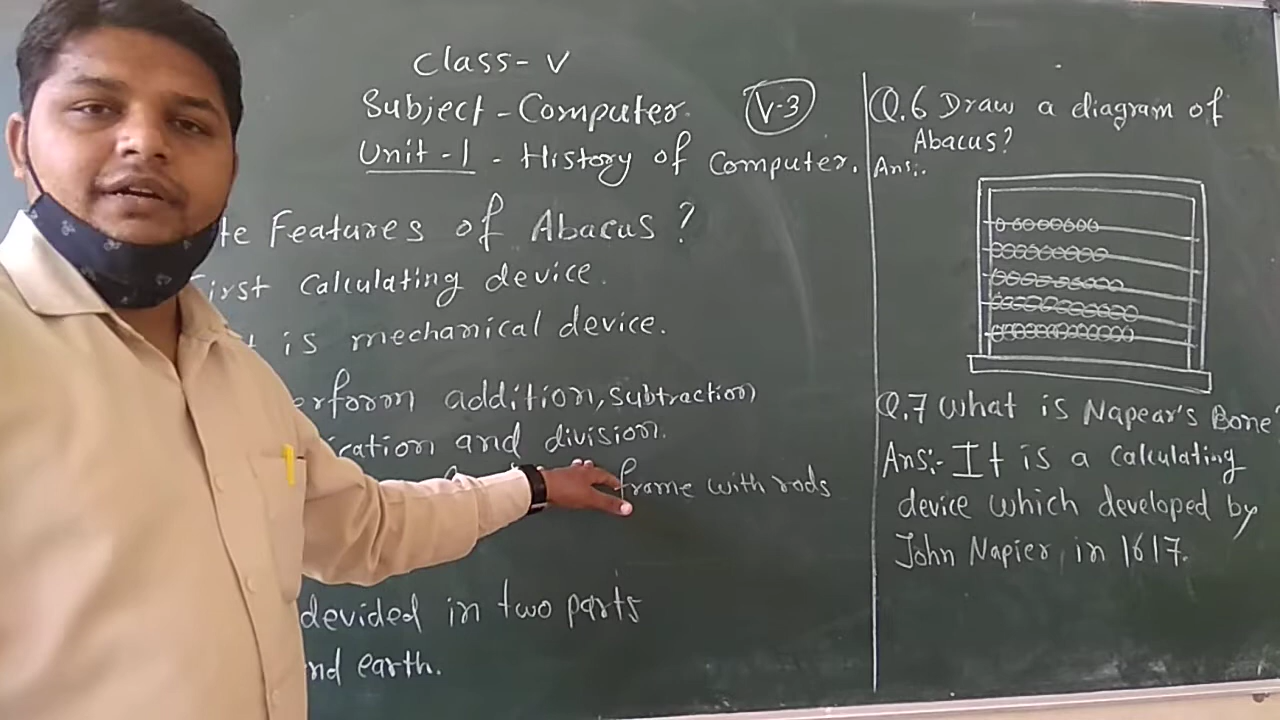 Class-V
Subject-Computer.
V-3
Unit-1-History of Computer.
Features of Abacus?
First Calculating device.
is mechanical device.
addition, subtraction
and division.
frame with rods
devided in two parts
earth.
Q.6 Draw a diagram of
Abacus?
Ans:-
Q.7 What is Napear's Bone?
Ans:- It is a calculating
device which developed by
John Napier, in 1617.